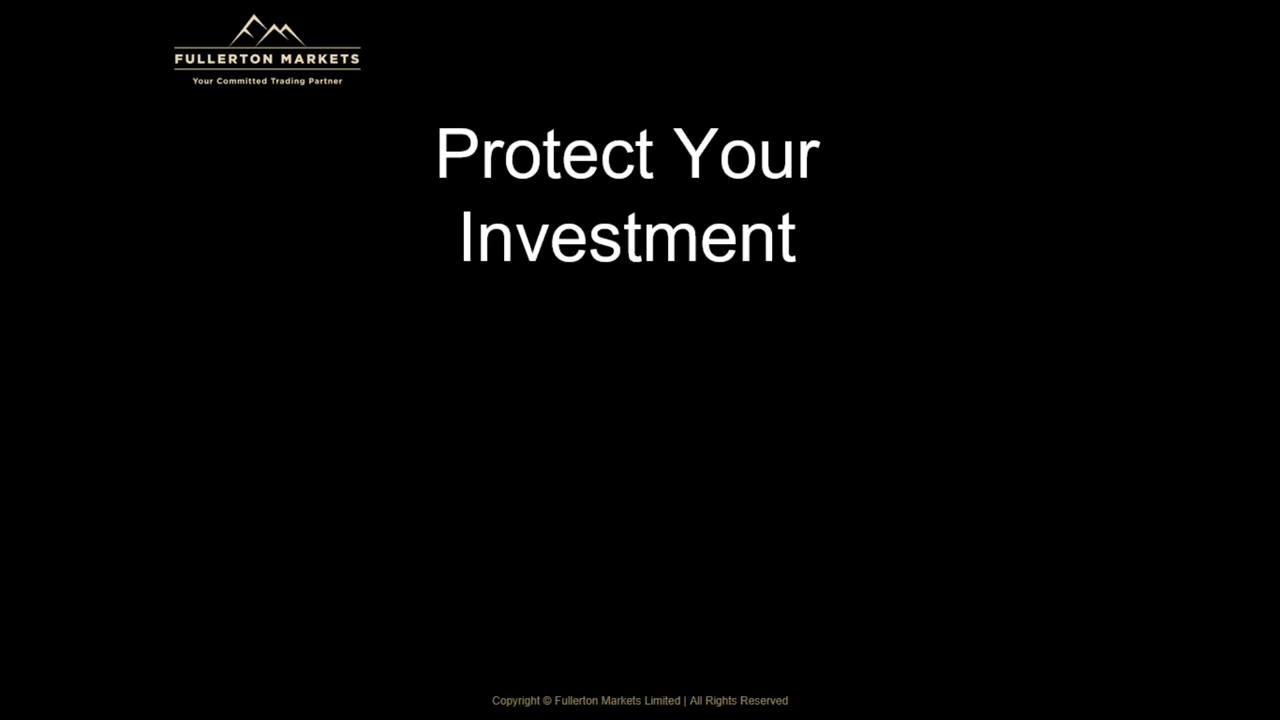 FULLERTON MARKETS
Your Committed Trading Partner
Protect Your
Investment
Copyright © Fullerton Markets Limited | All Rights Reserved